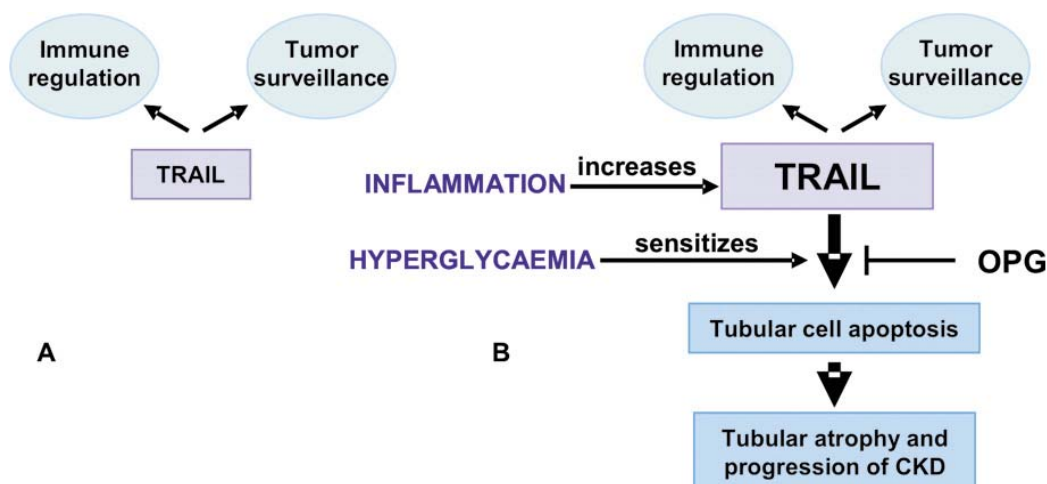 Immune
regulation
Tumor
surveillance
TRAIL
A
Immune
regulation
Tumor
surveillance
INFLAMMATION
increases
TRAIL
HYPERGLYCAEMIA
sensitizes
OPG
Tubular cell apoptosis
B
Tubular atrophy and
progression of CKD